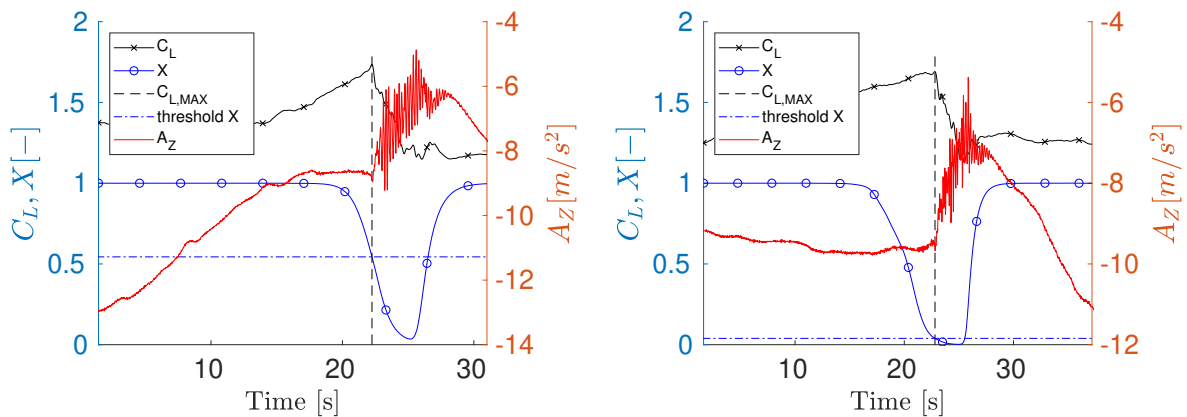 2
1.5
1
0.5
0
C_L, X[-]
C_L
X
C_L,MAX
threshold X
A_Z
-4
-6
-8
-10
-12
-14
A_Z[m/s^2]
10
20
30
Time [s]
2
1.5
1
0.5
0
C_L, X[-]
C_L
X
C_L,MAX
threshold X
A_Z
-4
-6
-8
-10
-12
A_Z[m/s^2]
10
20
30
Time [s]